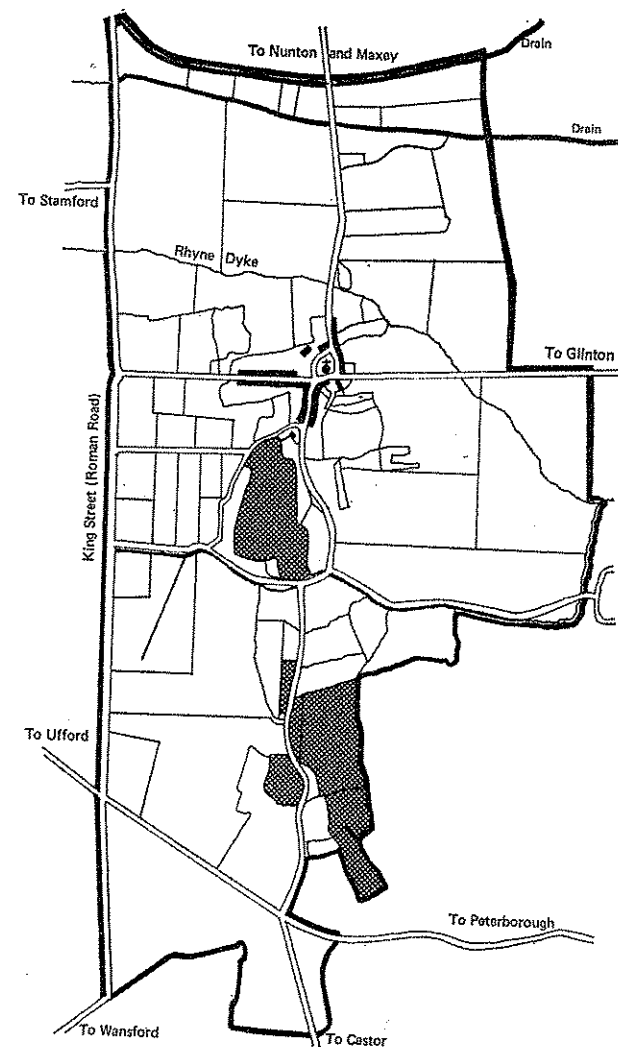 To Nunton and Maxey
Drain
Drain
To Stamford
Rhyne Dyke
To Glinton
King Street (Roman Road)
To Ufford
To Peterborough
To Wansford
To Castor